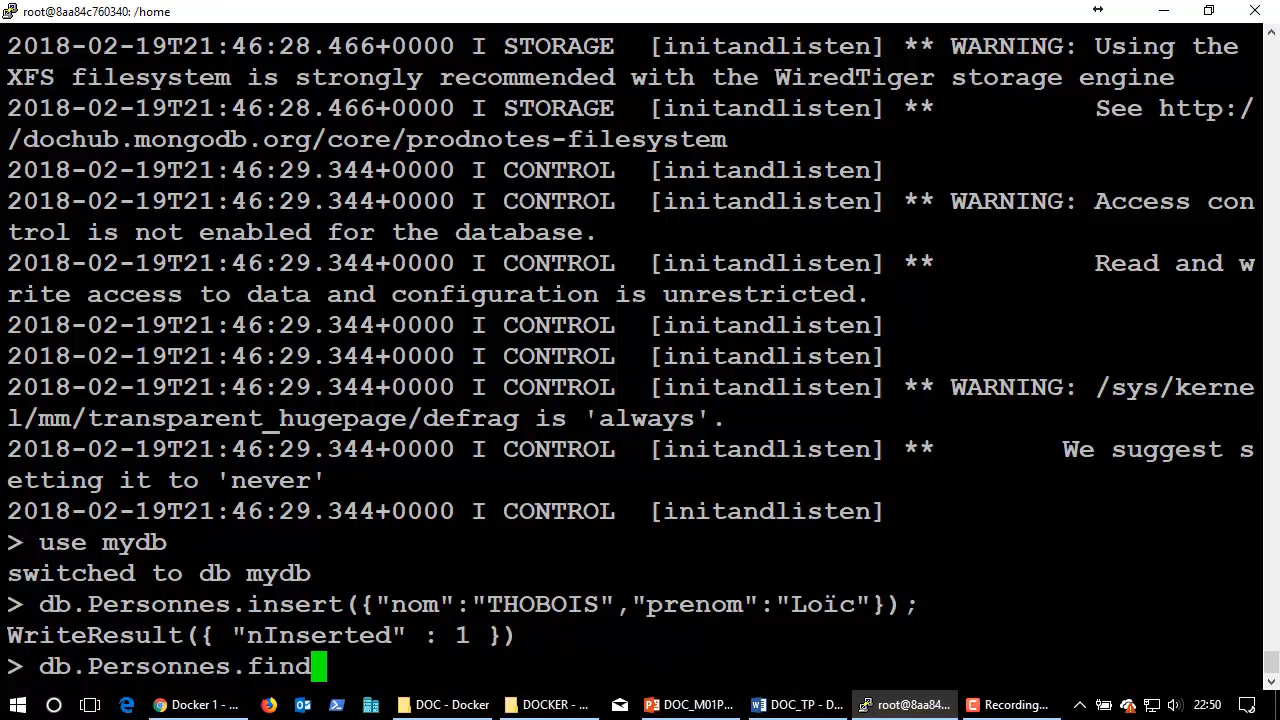 root@8aa84c760340: /home
2018-02-19T21:46:28.466+0000 I STORAGE  [initandlisten] ** WARNING: Using the
XFS filesystem is strongly recommended with the WiredTiger storage engine
2018-02-19T21:46:28.466+0000 I STORAGE  [initandlisten] **          See http:/
/dochub.mongodb.org/core/prodnotes-filesystem
2018-02-19T21:46:29.344+0000 I CONTROL  [initandlisten]
2018-02-19T21:46:29.344+0000 I CONTROL  [initandlisten] ** WARNING: Access con
trol is not enabled for the database.
2018-02-19T21:46:29.344+0000 I CONTROL  [initandlisten] **          Read and w
rite access to data and configuration is unrestricted.
2018-02-19T21:46:29.344+0000 I CONTROL  [initandlisten]
2018-02-19T21:46:29.344+0000 I CONTROL  [initandlisten]
2018-02-19T21:46:29.344+0000 I CONTROL  [initandlisten] ** WARNING: /sys/kerne
l/mm/transparent_hugepage/defrag is 'always'.
2018-02-19T21:46:29.344+0000 I CONTROL  [initandlisten] **        We suggest s
etting it to 'never'
2018-02-19T21:46:29.344+0000 I CONTROL  [initandlisten]
> use mydb
switched to db mydb
> db.Personnes.insert({"nom":"THOBOIS","prenom":"Loïc"});
WriteResult({ "nInserted" : 1 })
> db.Personnes.find
Docker 1 - ... DOC - Docker DOCKER - ... DOC_M01P... DOC_TP - D... root@8aa84... Recording... 22:50